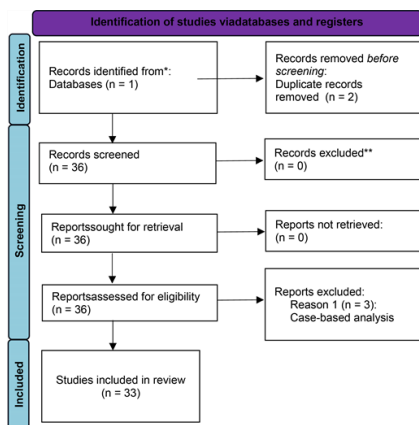 Identification of studies viadatabases and registers
Identification
Records identified from*:
Databases (n = 1)
Records removed before
screening:
Duplicate records
removed (n = 2)
Screening
Records screened
(n = 36)
Records excluded**
(n = 0)
Reportssought for retrieval
(n = 36)
Reports not retrieved:
(n = 0)
Reportsassessed for eligibility
(n = 36)
Reports excluded:
Reason 1 (n = 3):
Case-based analysis
Included
Studies included in review
(n = 33)